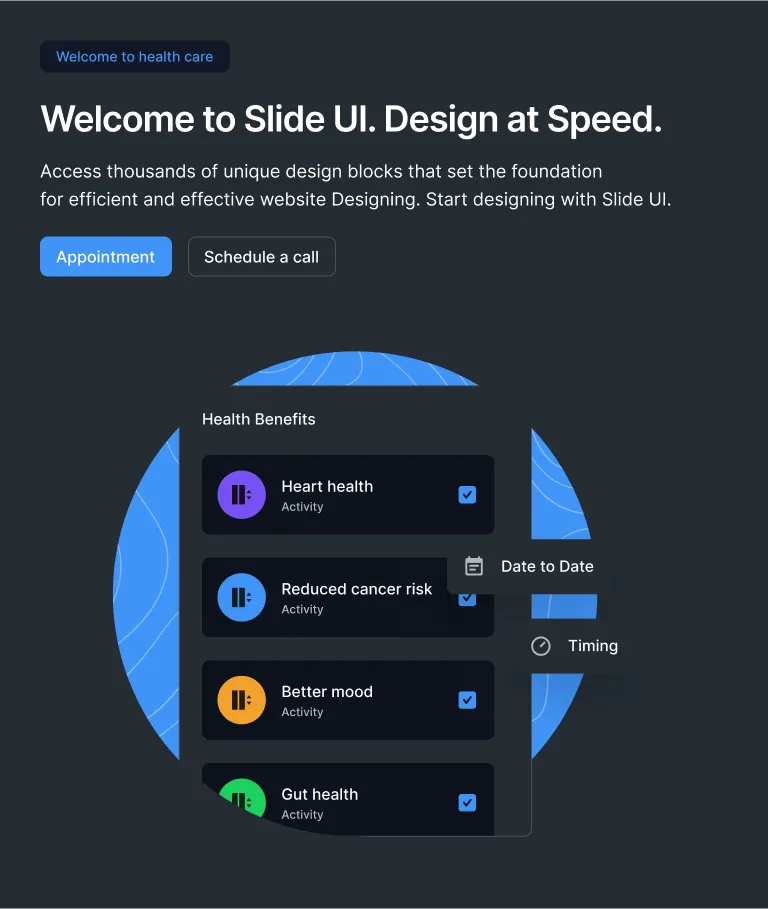 Welcome to health care
Welcome to Slide UI. Design at Speed.
Access thousands of unique design blocks that set the foundation
for efficient and effective website Designing. Start designing with Slide UI.
Appointment
Schedule a call
Health Benefits
Heart health
Activity
Date to Date
Reduced cancer risk
Activity
Timing
Better mood
Activity
Gut health
Activity